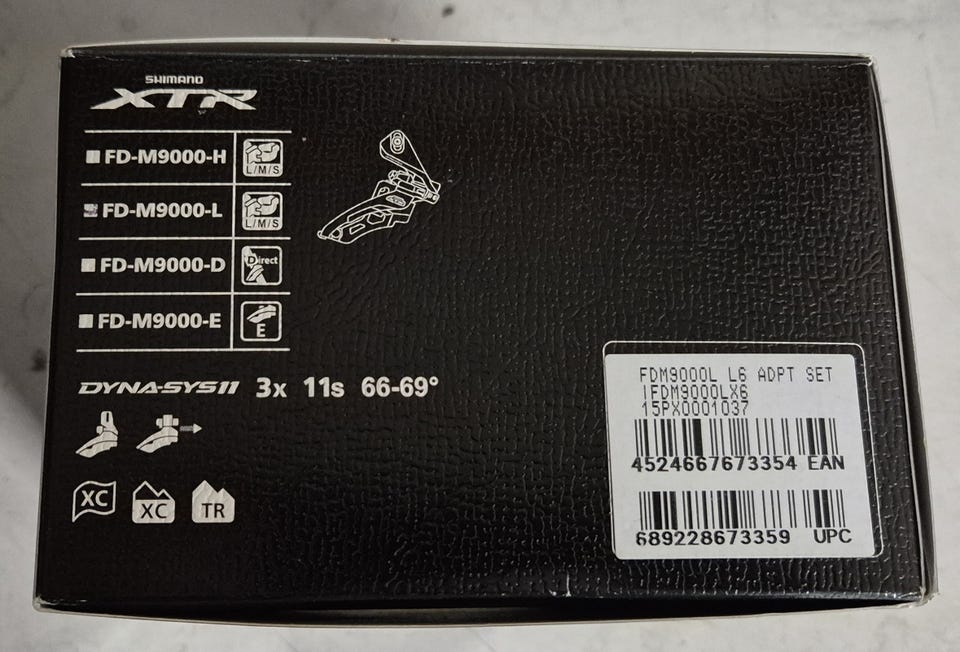 SHIMANO
XTR
FD-M9000-H
L/M/S
FD-M9000-L
L/M/S
FD-M9000-D
Direct
FD-M9000-E
E
DYNA-SYS11 3x 11s 66-69°
XC XC TR
FDM9000L L6 ADPT SET
IFDM9000LX6
15PX0001037
4524667673354 EAN
689228673359 UPC